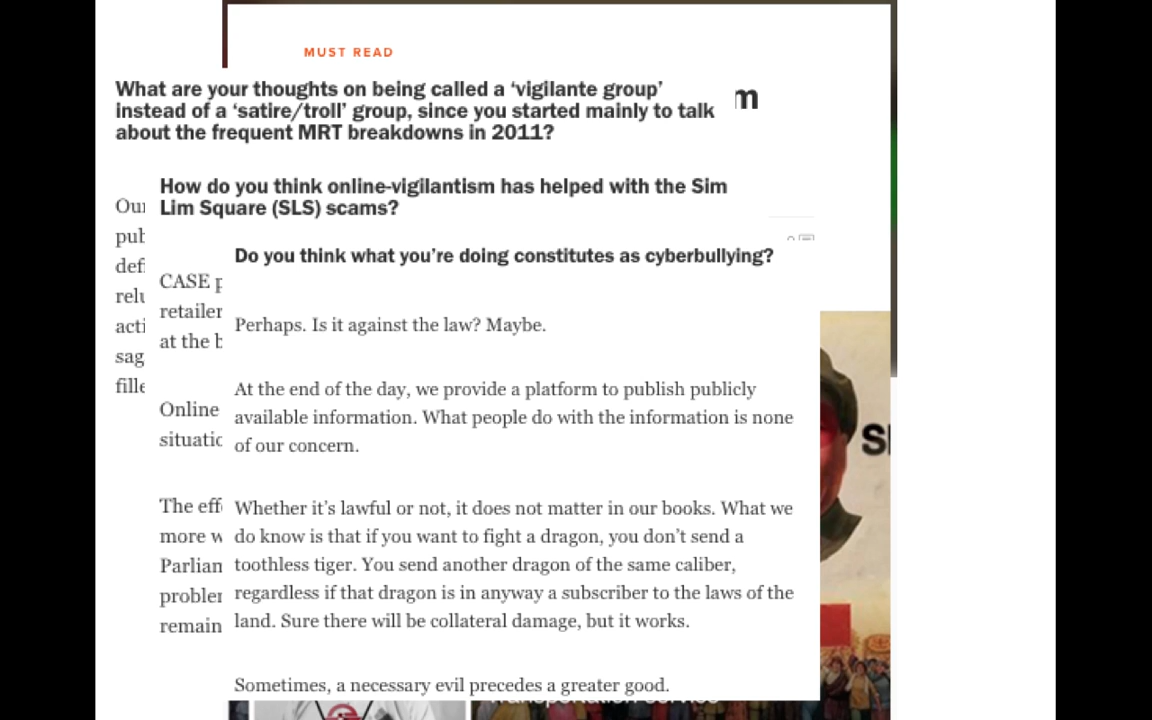 MUST READ
m
What are your thoughts on being called a ‘vigilante group’
instead of a ‘satire/troll’ group, since you started mainly to talk
about the frequent MRT breakdowns in 2011?
How do you think online-vigilantism has helped with the Sim
Lim Square (SLS) scams?
Do you think what you’re doing constitutes as cyberbullying?
CASE
retailer
at the
Online
The
more
remain
Perhaps. Is it against the law? Maybe.
At the end of the day, we provide a platform to publish publicly
available information. What people do with the information is none
of our concern.
Whether it’s lawful or not, it does not matter in our books. What we
do know is that if you want to fight a dragon, you don’t send a
toothless tiger. You send another dragon of the same caliber,
regardless if that dragon is in anyway a subscriber to the laws of the
land. Sure there will be collateral damage, but it works.
Sometimes, a necessary evil precedes a greater good.